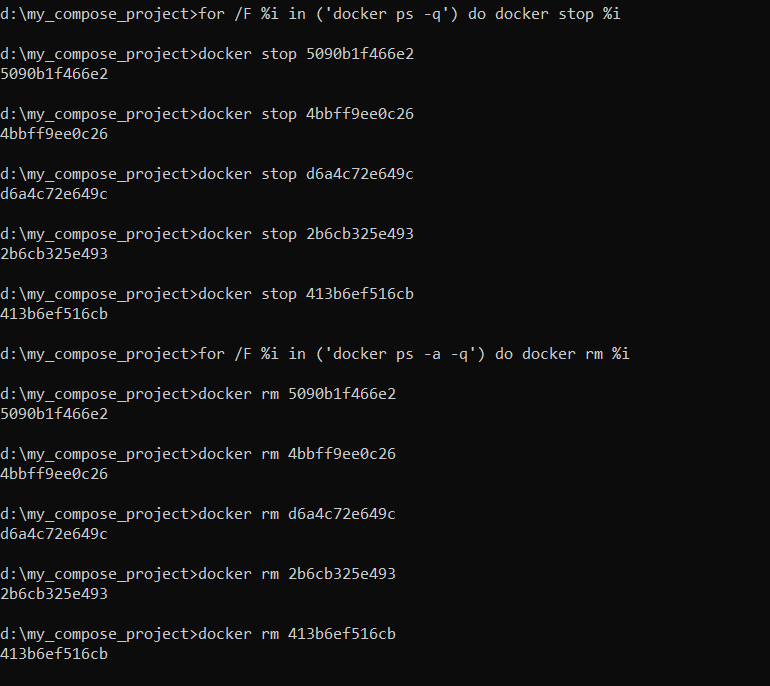 d:\my_compose_project>for /F %i in ('docker ps -q') do docker stop %i
d:\my_compose_project>docker stop 5090b1f466e2
5090b1f466e2
d:\my_compose_project>docker stop 4bbff9ee0c26
4bbff9ee0c26
d:\my_compose_project>docker stop d6a4c72e649c
d6a4c72e649c
d:\my_compose_project>docker stop 2b6cb325e493
2b6cb325e493
d:\my_compose_project>docker stop 413b6ef516cb
413b6ef516cb
d:\my_compose_project>for /F %i in ('docker ps -a -q') do docker rm %i
d:\my_compose_project>docker rm 5090b1f466e2
5090b1f466e2
d:\my_compose_project>docker rm 4bbff9ee0c26
4bbff9ee0c26
d:\my_compose_project>docker rm d6a4c72e649c
d6a4c72e649c
d:\my_compose_project>docker rm 2b6cb325e493
2b6cb325e493
d:\my_compose_project>docker rm 413b6ef516cb
413b6ef516cb